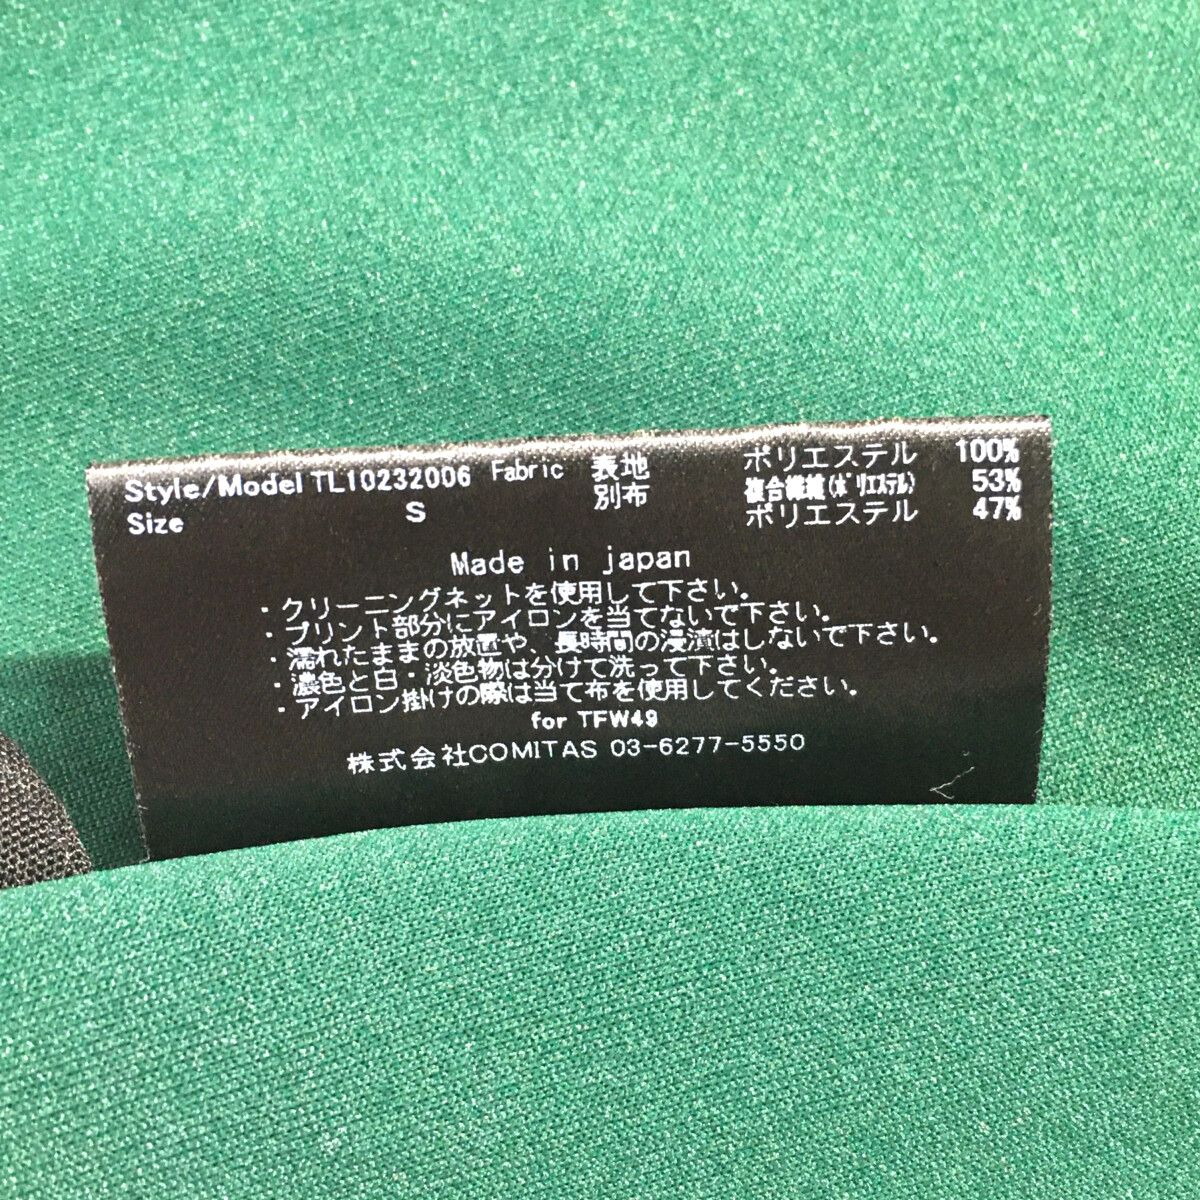 Style/Model TL10232006 Fabric 表地 ポリエステル 100%
Size S 別布 複合繊維(ポリエステル) 53%
ポリエステル 47%
Made in japan
・クリーニングネットを使用して下さい。
・プリント部分にアイロンを当てないで下さい。
・濡れたままの放置や、長時間の浸漬はしないで下さい。
・濃色と白・淡色物は分けて洗って下さい。
・アイロン掛けの際は当て布を使用してください。
for TFW49
株式会社COMITAS 03-6277-5550